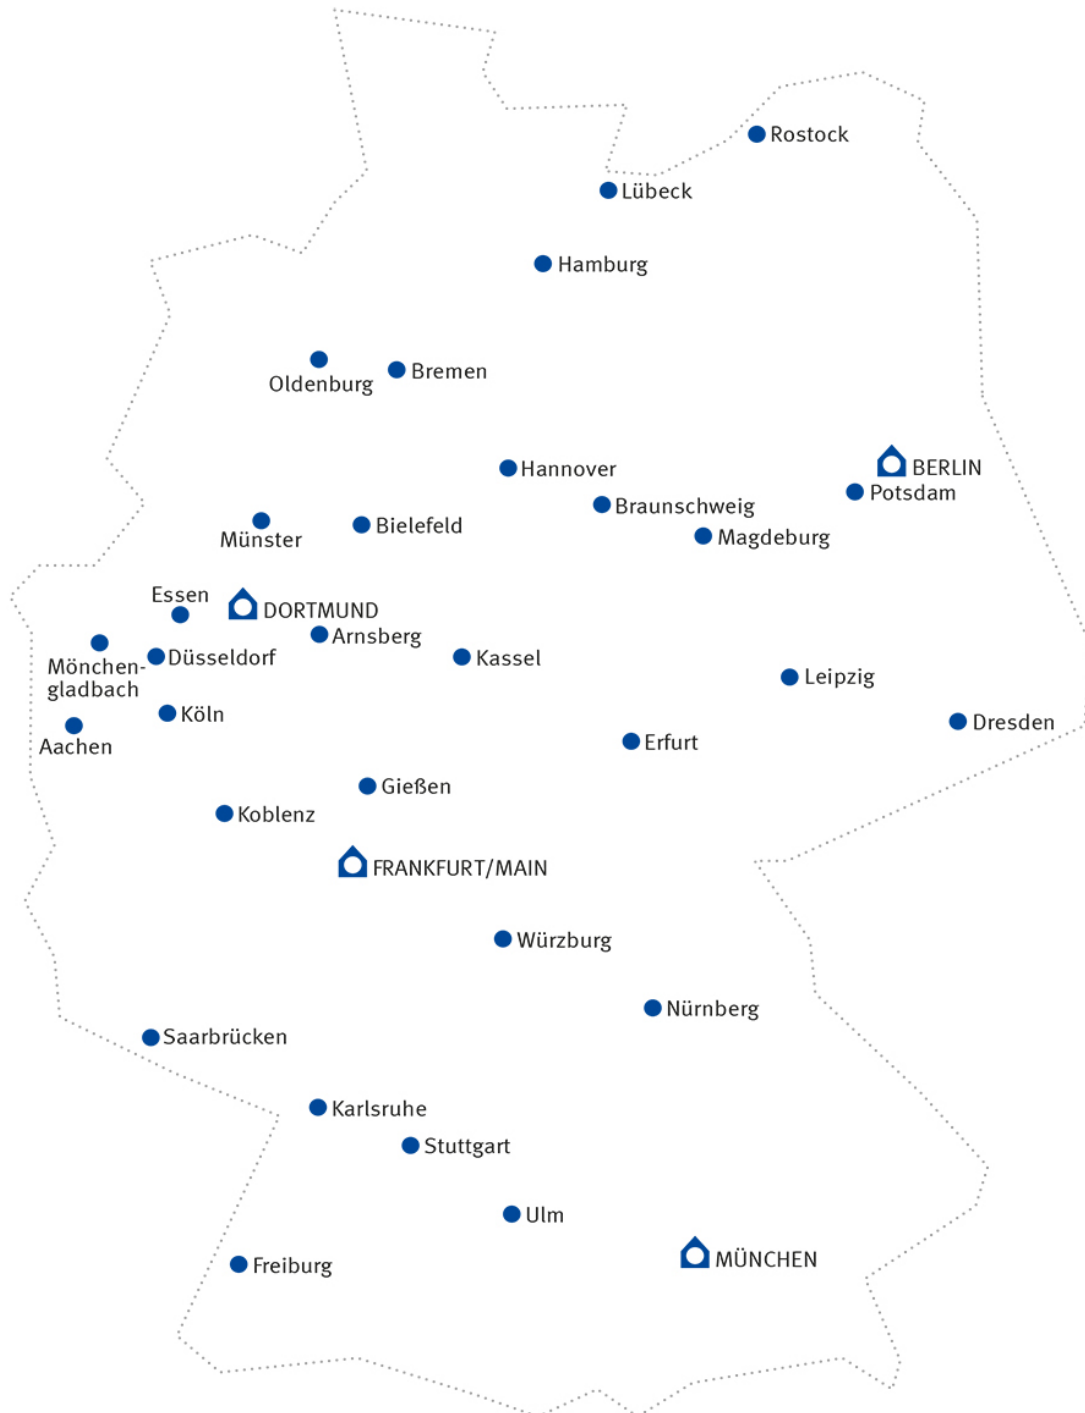 Rostock
Lübeck
Hamburg
Oldenburg
Bremen
Hannover
BERLIN
Potsdam
Braunschweig
Magdeburg
Münster
Bielefeld
Essen
DORTMUND
Arnsberg
Mönchen-
gladbach
Düsseldorf
Kassel
Leipzig
Köln
Aachen
Dresden
Erfurt
Gießen
Koblenz
FRANKFURT/MAIN
Würzburg
Nürnberg
Saarbrücken
Karlsruhe
Stuttgart
Ulm
MÜNCHEN
Freiburg